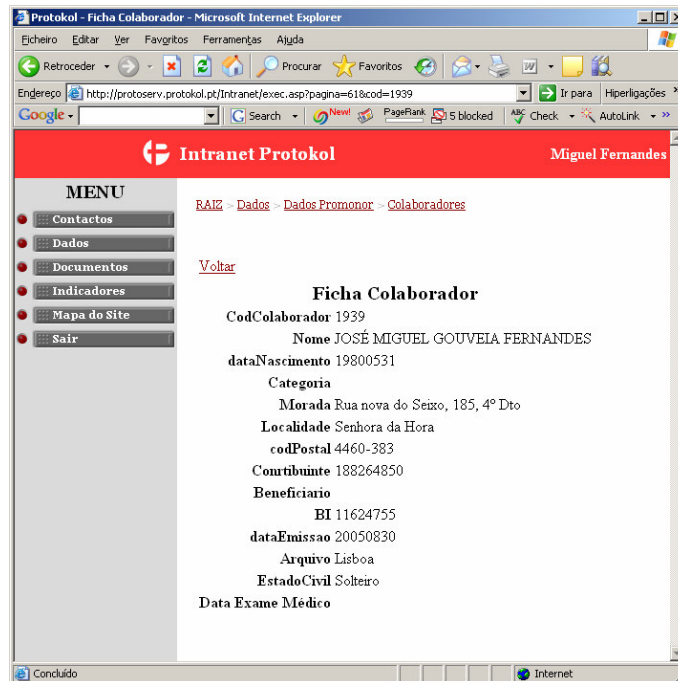 Protokol - Ficha Colaborador - Microsoft Internet Explorer
Ficheiro Editar Ver Favoritos Ferramentas Ajuda
Retroceder Procurar Favoritos
Endereço http://protoserv.protokol.pt/Intranet/exec.asp?pagina=61&cod=1939 Ir para Hiperligações »
Google Search New! PageRank 5 blocked ABC Check AutoLink »
Intranet Protokol Miguel Fernandes
MENU
RAIZ > Dados > Dados Promonor > Colaboradores
Contactos
Dados
Documentos
Indicadores
Mapa do Site
Sair
Voltar
Ficha Colaborador
CodColaborador 1939
Nome JOSÉ MIGUEL GOUVEIA FERNANDES
dataNascimento 19800531
Categoria
Morada Rua nova do Seixo, 185, 4º Dto
Localidade Senhora da Hora
codPostal 4460-383
Conrtibuinte 188264850
Beneficiario
BI 11624755
dataEmissao 20050830
Arquivo Lisboa
EstadoCivil Solteiro
Data Exame Médico
Concluído Internet